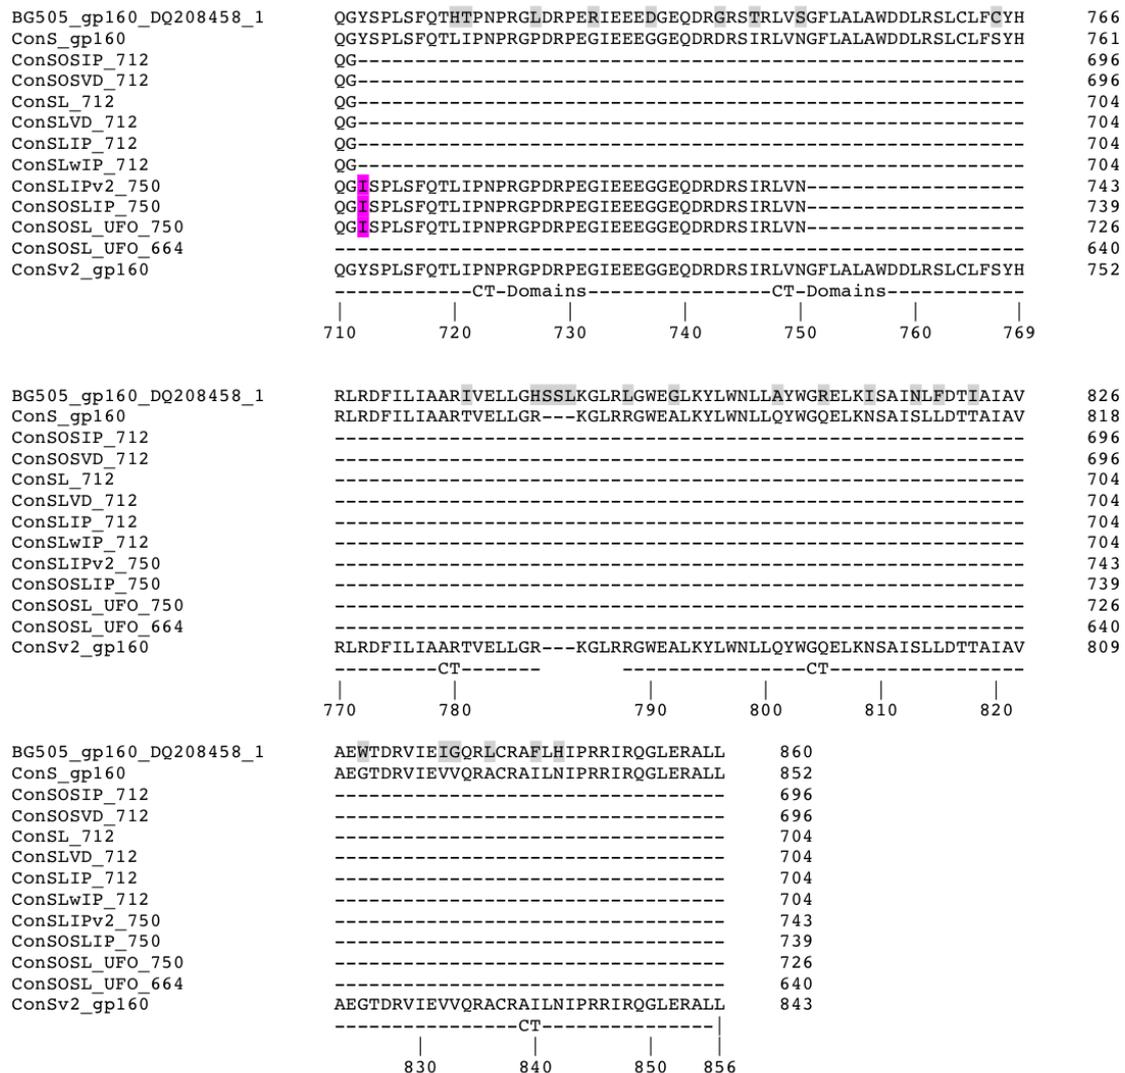 BG505_gp160_DQ208458_1 QGYSPLSFQTHTPNPRGLDRPERIEEEDGEQDRGRSTRLVSGFLALAWDDLRSLCLFCYH 766
ConS_gp160 QGYSPLSFQTLIPNPRGPDRPEGIEEEGGEQDRDRSIRLVNGFLALAWDDLRSLCLFSYH 761
ConSOSIP_712 QG---------------------------------------------------------- 696
ConSOSVD_712 QG---------------------------------------------------------- 696
ConSL_712 QG---------------------------------------------------------- 704
ConSLVD_712 QG---------------------------------------------------------- 704
ConSLIP_712 QG---------------------------------------------------------- 704
ConSLwIP_712 QG---------------------------------------------------------- 704
ConSLIPv2_750 QGISPLSFQTLIPNPRGPDRPEGIEEEGGEQDRDRSIRLVN------------------- 743
ConSOSLIP_750 QGISPLSFQTLIPNPRGPDRPEGIEEEGGEQDRDRSIRLVN------------------- 739
ConSOSL_UFO_750 QGISPLSFQTLIPNPRGPDRPEGIEEEGGEQDRDRSIRLVN------------------- 726
ConSOSL_UFO_664 ------------------------------------------------------------ 640
ConSv2_gp160 QGYSPLSFQTLIPNPRGPDRPEGIEEEGGEQDRDRSIRLVNGFLALAWDDLRSLCLFSYH 752
------------CT-Domains----------------CT-Domains------------
| | | | | | |
710 720 730 740 750 760 769
BG505_gp160_DQ208458_1 RLRDFILIAARIVELLGHSSLKGLRLGWEGLKYLWNLLAYWGRELKISAINLFDTIAIAV 826
ConS_gp160 RLRDFILIAARTVELLGR---KGLRRGWEALKYLWNLLQYWGQELKNSAISLLDTTAIAV 818
ConSOSIP_712 ------------------------------------------------------------ 696
ConSOSVD_712 ------------------------------------------------------------ 696
ConSL_712 ------------------------------------------------------------ 704
ConSLVD_712 ------------------------------------------------------------ 704
ConSLIP_712 ------------------------------------------------------------ 704
ConSLwIP_712 ------------------------------------------------------------ 704
ConSLIPv2_750 ------------------------------------------------------------ 743
ConSOSLIP_750 ------------------------------------------------------------ 739
ConSOSL_UFO_750 ------------------------------------------------------------ 726
ConSOSL_UFO_664 ------------------------------------------------------------ 640
ConSv2_gp160 RLRDFILIAARTVELLGR---KGLRRGWEALKYLWNLLQYWGQELKNSAISLLDTTAIAV 809
---------CT------- ----------------CT-----------------
| | | | | |
770 780 790 800 810 820
BG505_gp160_DQ208458_1 AEWTDRVIEIGQRLCRAFLHIPRRIRQGLERALL 860
ConS_gp160 AEGTDRVIEVVQRACRAILNIPRRIRQGLERALL 852
ConSOSIP_712 ---------------------------------- 696
ConSOSVD_712 ---------------------------------- 696
ConSL_712 ---------------------------------- 704
ConSLVD_712 ---------------------------------- 704
ConSLIP_712 ---------------------------------- 704
ConSLwIP_712 ---------------------------------- 704
ConSLIPv2_750 ---------------------------------- 743
ConSOSLIP_750 ---------------------------------- 739
ConSOSL_UFO_750 ---------------------------------- 726
ConSOSL_UFO_664 ---------------------------------- 640
ConSv2_gp160 AEGTDRVIEVVQRACRAILNIPRRIRQGLERALL 843
----------------CT---------------|
| | | |
830 840 850 856